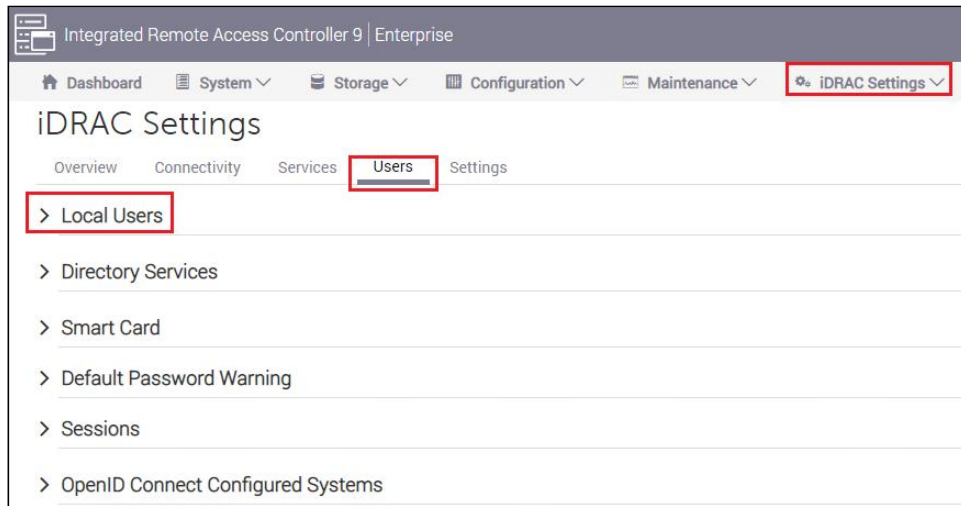 Integrated Remote Access Controller 9 | Enterprise
Dashboard System Storage Configuration Maintenance iDRAC Settings
iDRAC Settings
Overview Connectivity Services Users Settings
Local Users
Directory Services
Smart Card
Default Password Warning
Sessions
OpenID Connect Configured Systems